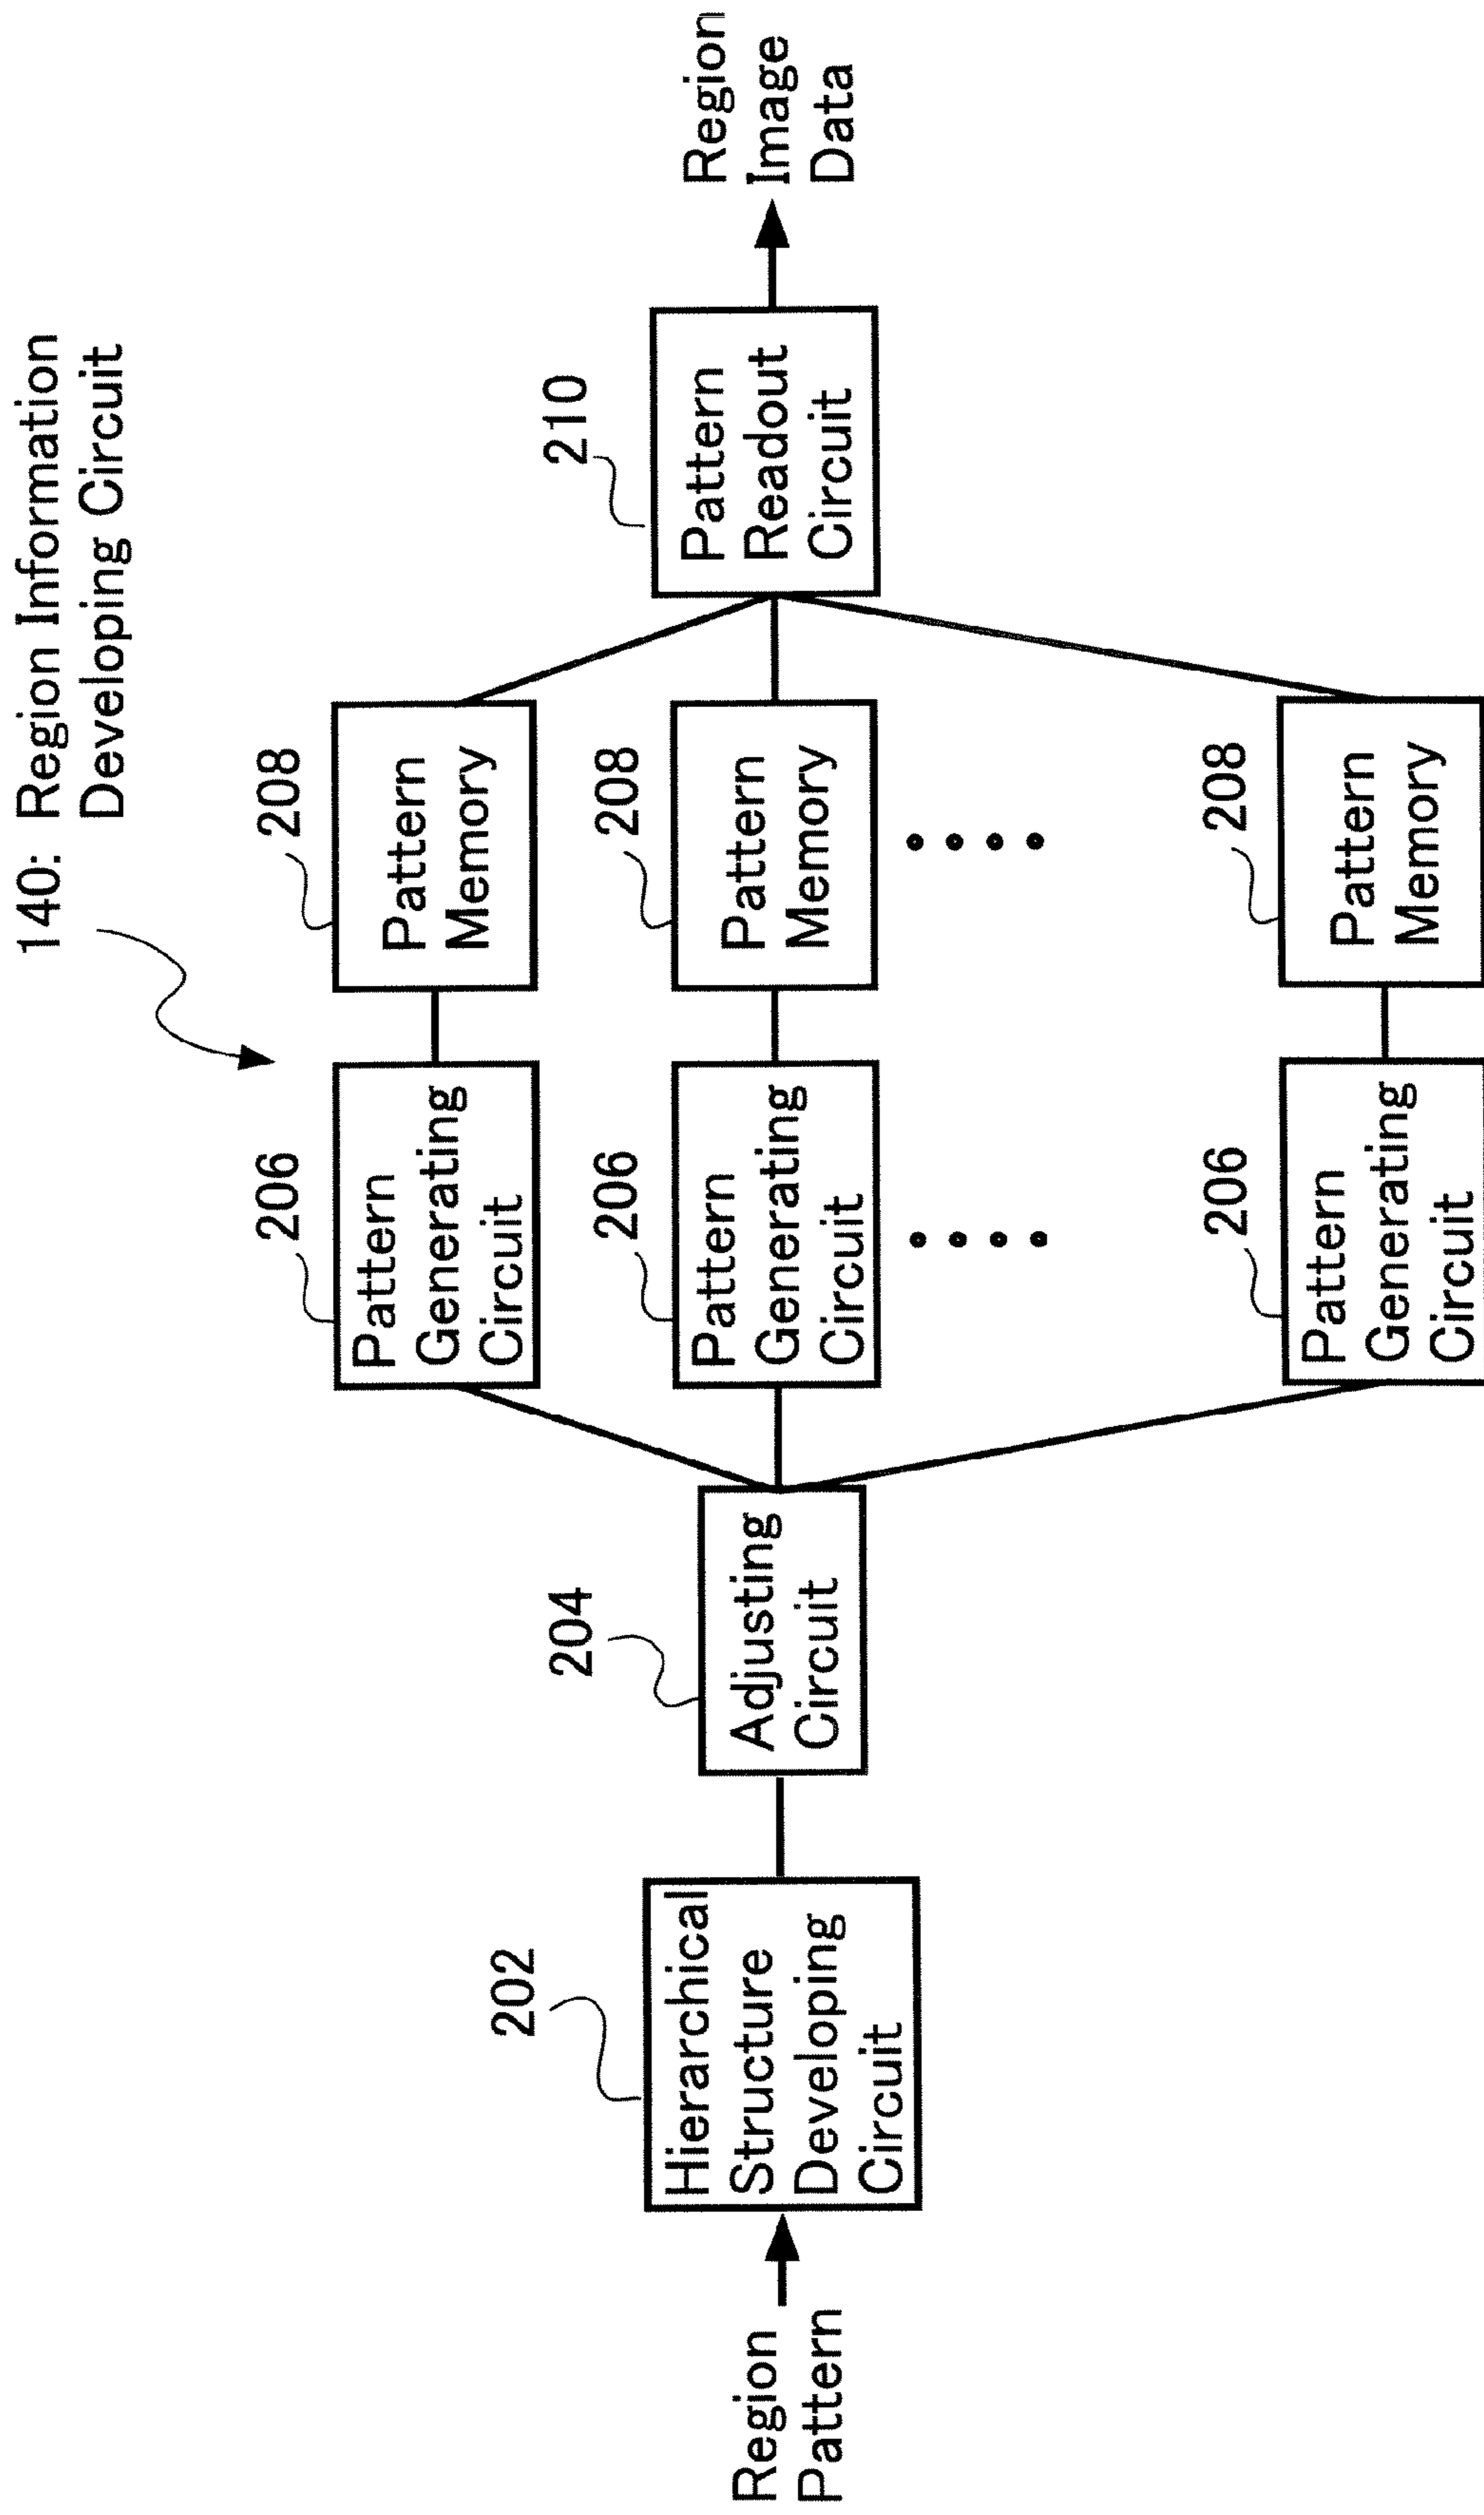 140: Region Information
Developing Circuit
Region
Pattern
202
Hierarchical
Structure
Developing
Circuit
204
Adjusting
Circuit
206
Pattern
Generating
Circuit
208
Pattern
Memory
206
Pattern
Generating
Circuit
208
Pattern
Memory
206
Pattern
Generating
Circuit
208
Pattern
Memory
210
Pattern
Readout
Circuit
Region
Image
Data